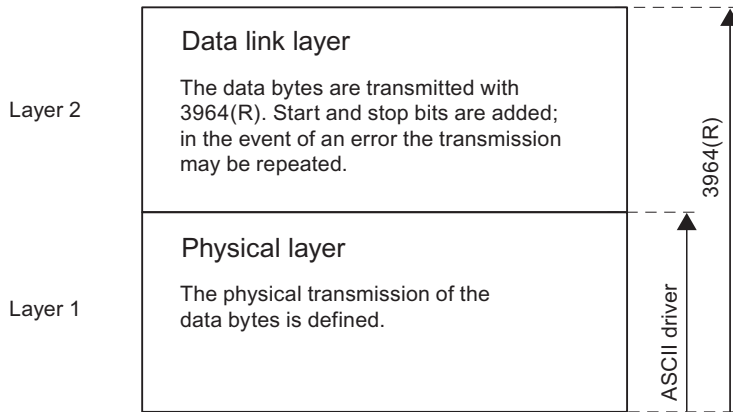 Data link layer
The data bytes are transmitted with
3964(R). Start and stop bits are added;
in the event of an error the transmission
may be repeated.
Layer 2
3964(R)
Physical layer
The physical transmission of the
data bytes is defined.
Layer 1
ASCII driver